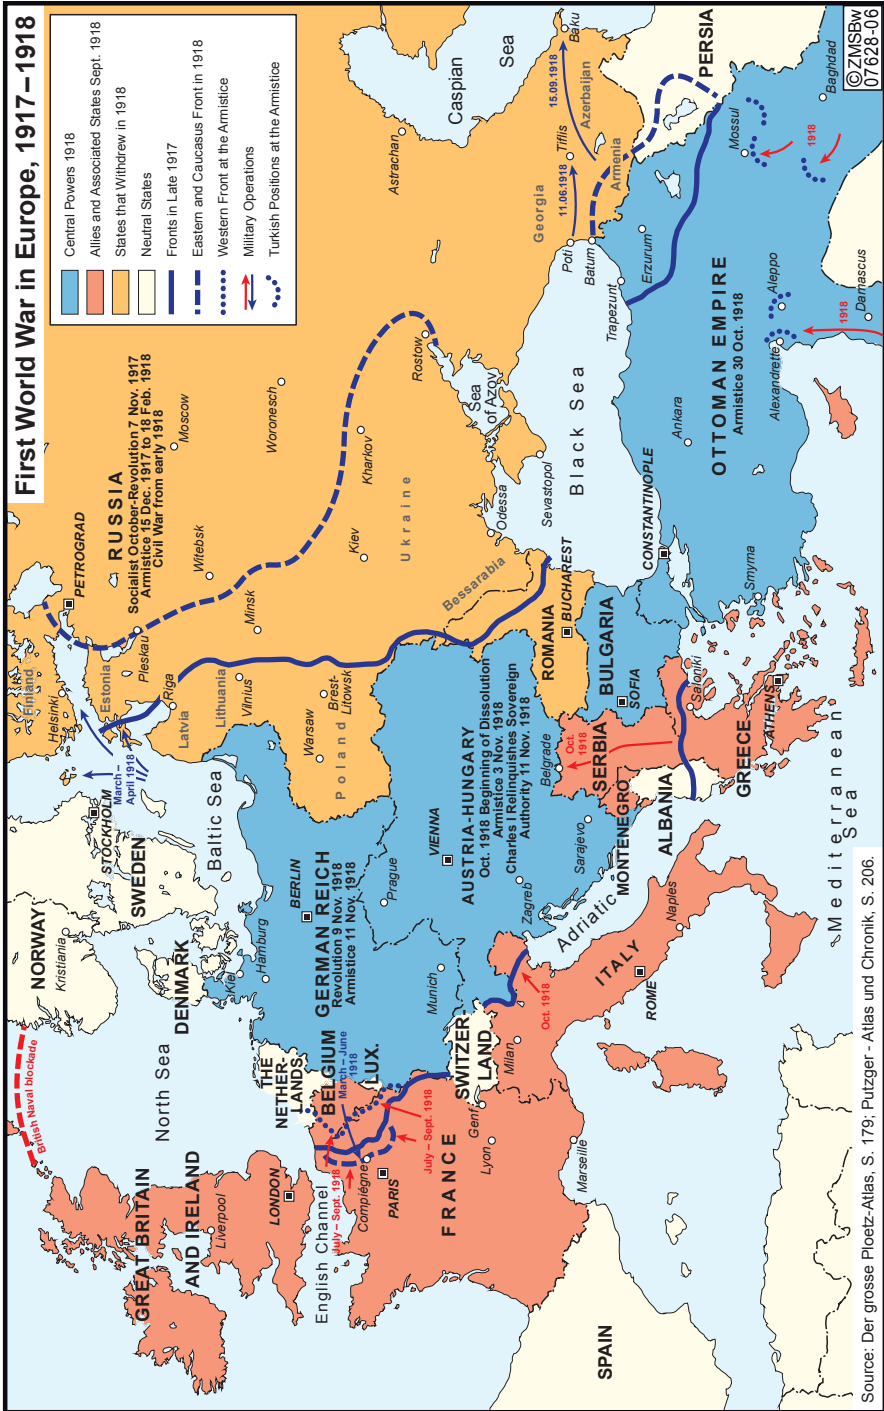 First World War in Europe, 1917–1918
Central Powers 1918
Allies and Associated States Sept. 1918
States that Withdrew in 1918
Neutral States
Fronts in Late 1917
Eastern and Caucasus Front in 1918
Western Front at the Armistice
Military Operations
Turkish Positions at the Armistice
British Naval blockade
NORWAY
Kristiania
SWEDEN
STOCKHOLM
March –
April 1918
Finland
Helsinki
PETROGRAD
RUSSIA
Socialist October-Revolution 7 Nov. 1917
Armistice 15 Dec. 1917 to 18 Feb. 1918
Civil War from early 1918
Estonia
Pleskau
Riga
Latvia
Lithuania
Vilnius
Witebsk
Minsk
Moscow
Woronesch
Astrachan
Caspian
Sea
GREAT BRITAIN
AND IRELAND
Liverpool
LONDON
North Sea
DENMARK
Kiel
Hamburg
Baltic Sea
THE
NETHER-
LANDS
BELGIUM
LUX.
March – June
1918
July – Sept. 1918
July – Sept. 1918
English Channel
Compiégne
PARIS
FRANCE
Lyon
Marseille
Genf
GERMAN REICH
Revolution 9 Nov. 1918
Armistice 11 Nov. 1918
BERLIN
Munich
Warsaw
Brest-
Litowsk
Poland
Kiev
Kharkov
Ukraine
Rostow
Sea
of Azov
Odessa
Sevastopol
Bessarabia
SWITZER-
LAND
Milan
Oct. 1918
Prague
VIENNA
AUSTRIA-HUNGARY
Oct. 1918 Beginning of Dissolution
Armistice 3 Nov. 1918
Charles I Relinquishes Sovereign
Authority 11 Nov. 1918
Zagreb
Sarajevo
Belgrade
Oct.
1918
SERBIA
MONTENEGRO
ALBANIA
ROMANIA
BUCHAREST
BULGARIA
SOFIA
Black Sea
Georgia
Poti
11.06.1918
Tiflis
15.09.1918
Baku
Azerbaijan
Armenia
Batum
Trapezunt
Erzurum
PERSIA
SPAIN
ITALY
ROME
Naples
Adriatic
Saloniki
GREECE
ATHENS
CONSTANTINOPLE
Smyrna
Ankara
OTTOMAN EMPIRE
Armistice 30 Oct. 1918
Alexandrette
Aleppo
Damascus
1918
Mossul
1918
Baghdad
Mediterranean
Sea
Source: Der grosse Ploetz-Atlas, S. 179; Putzger - Atlas und Chronik, S. 206.
©ZMSBw
07628-06